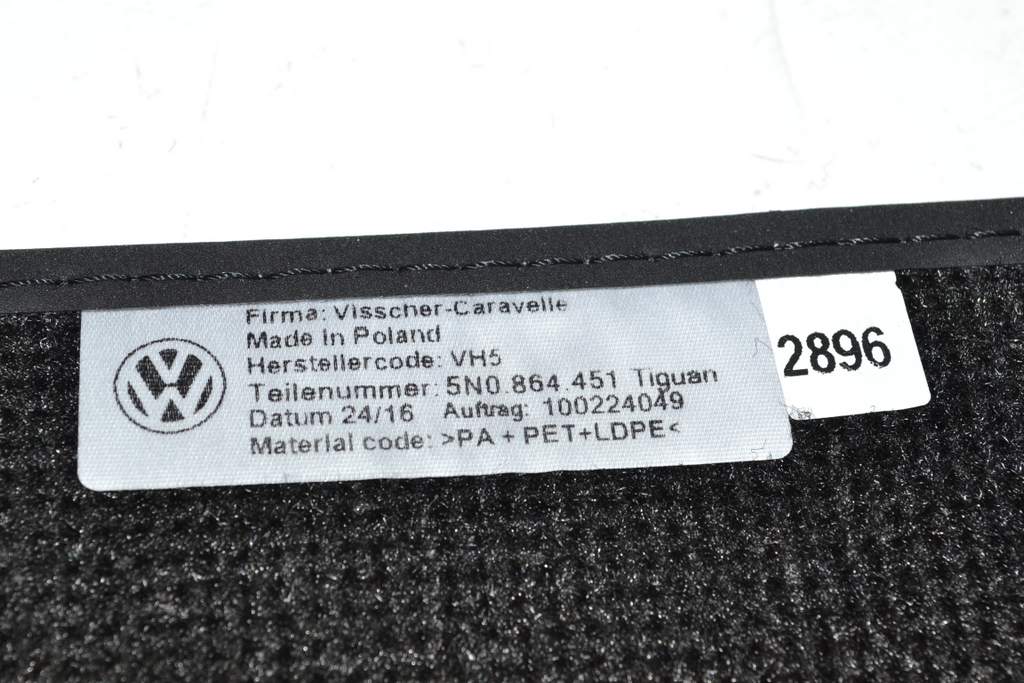 Firma: Visscher-Caravelle
Made in Poland
Herstellercode: VH5
Teilenummer: 5N0.864.451 Tiguan
Datum 24/16 Auftrag: 100224049
Material code: >PA + PET+LDPE<
2896